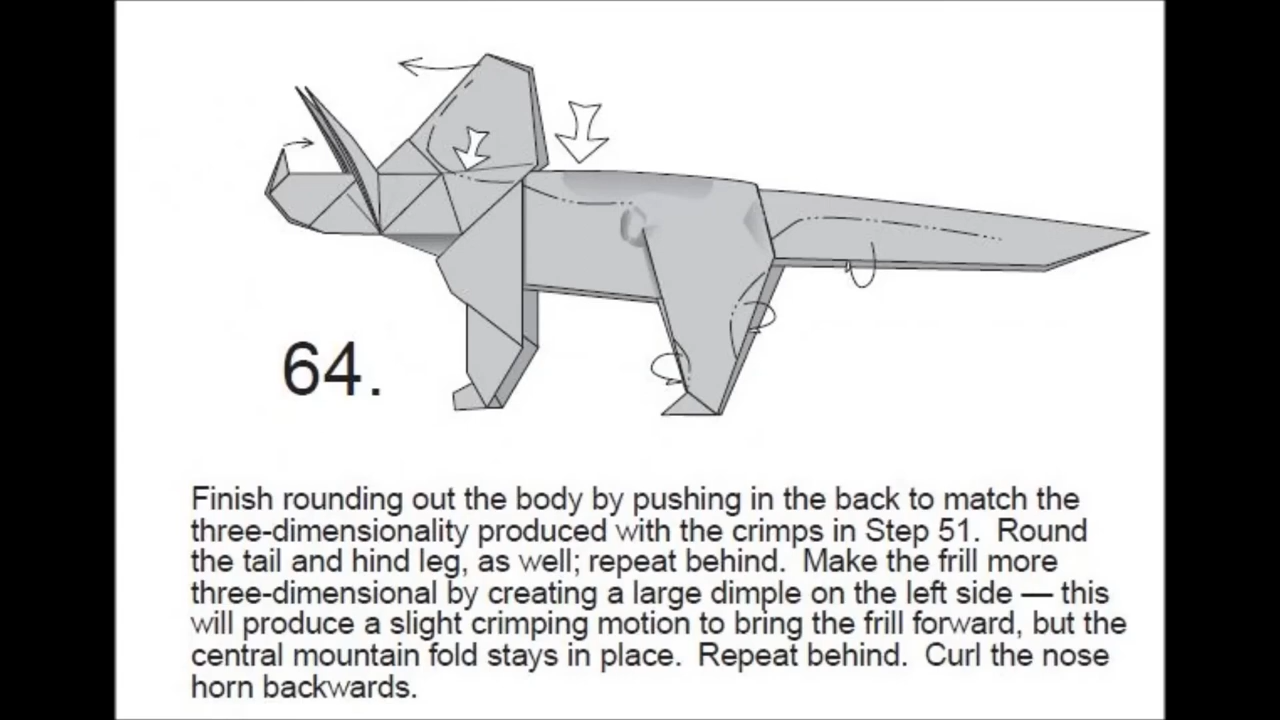 64.
Finish rounding out the body by pushing in the back to match the
three-dimensionality produced with the crimps in Step 51.  Round
the tail and hind leg, as well; repeat behind.  Make the frill more
three-dimensional by creating a large dimple on the left side — this
will produce a slight crimping motion to bring the frill forward, but the
central mountain fold stays in place.  Repeat behind.  Curl the nose
horn backwards.